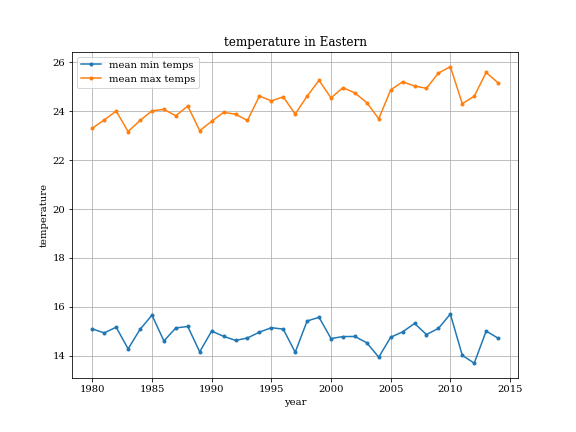 temperature in Eastern
mean min temps
mean max temps
26
24
22
20
18
16
14
temperature
1980 1985 1990 1995 2000 2005 2010 2015
year